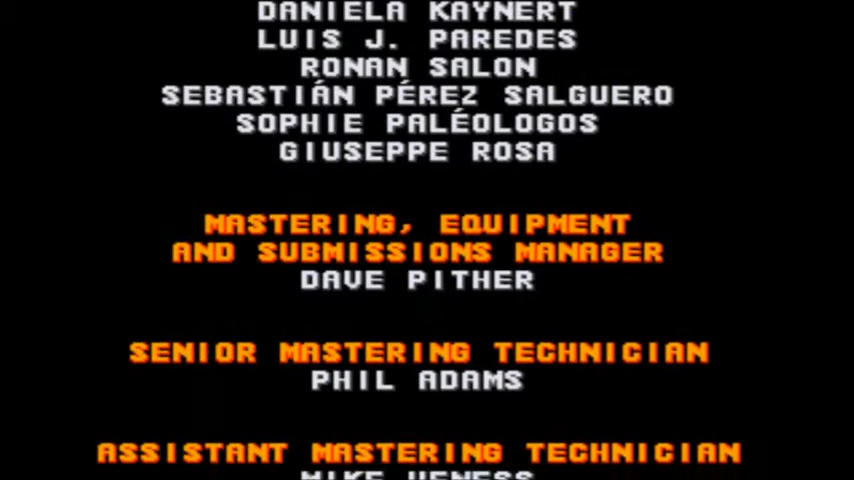 DANIELA KAYNERT
LUIS J. PAREDES
RONAN SALON
SEBASTIÁN PÉREZ SALGUERO
SOPHIE PALÉOLOGOS
GIUSEPPE ROSA
MASTERING, EQUIPMENT
AND SUBMISSIONS MANAGER
DAVE PITHER
SENIOR MASTERING TECHNICIAN
PHIL ADAMS
ASSISTANT MASTERING TECHNICIAN
MIKE